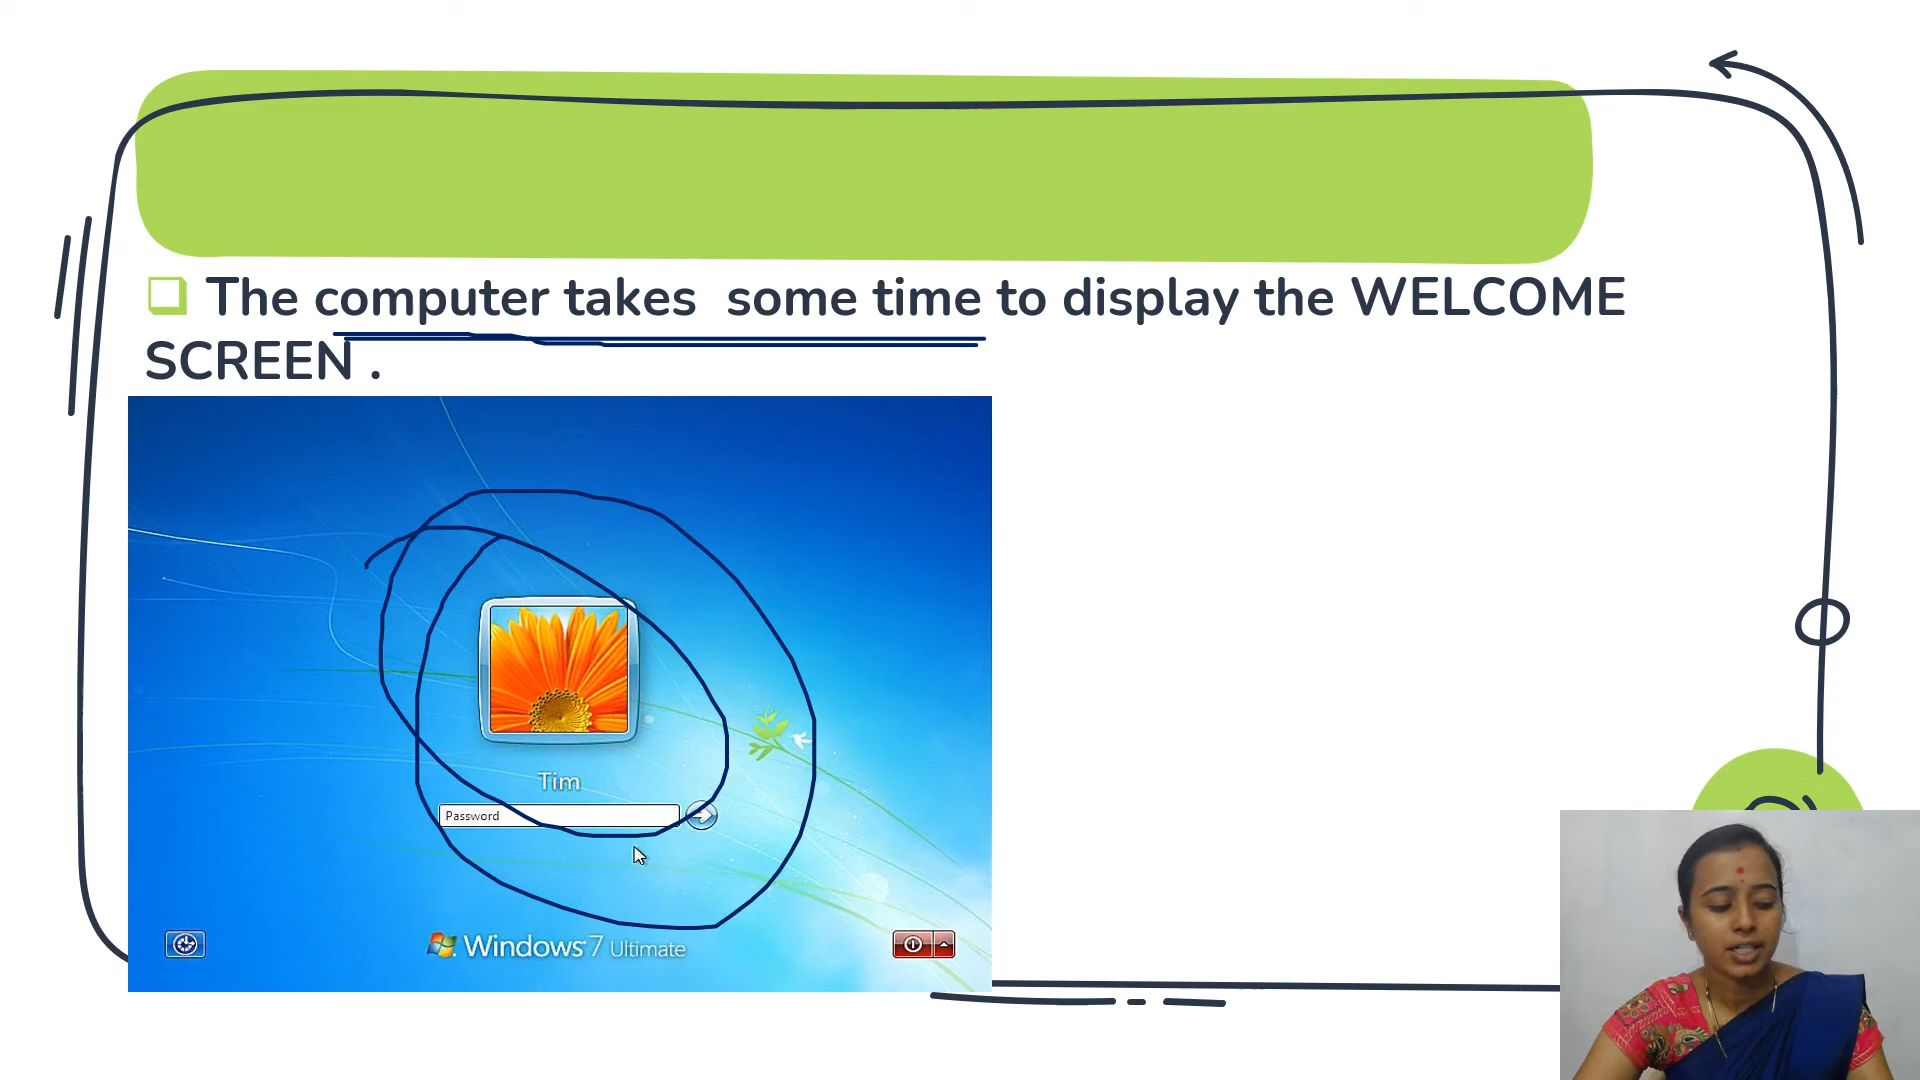 The computer takes some time to display the WELCOME
SCREEN .
Tim
Password
Windows 7 Ultimate